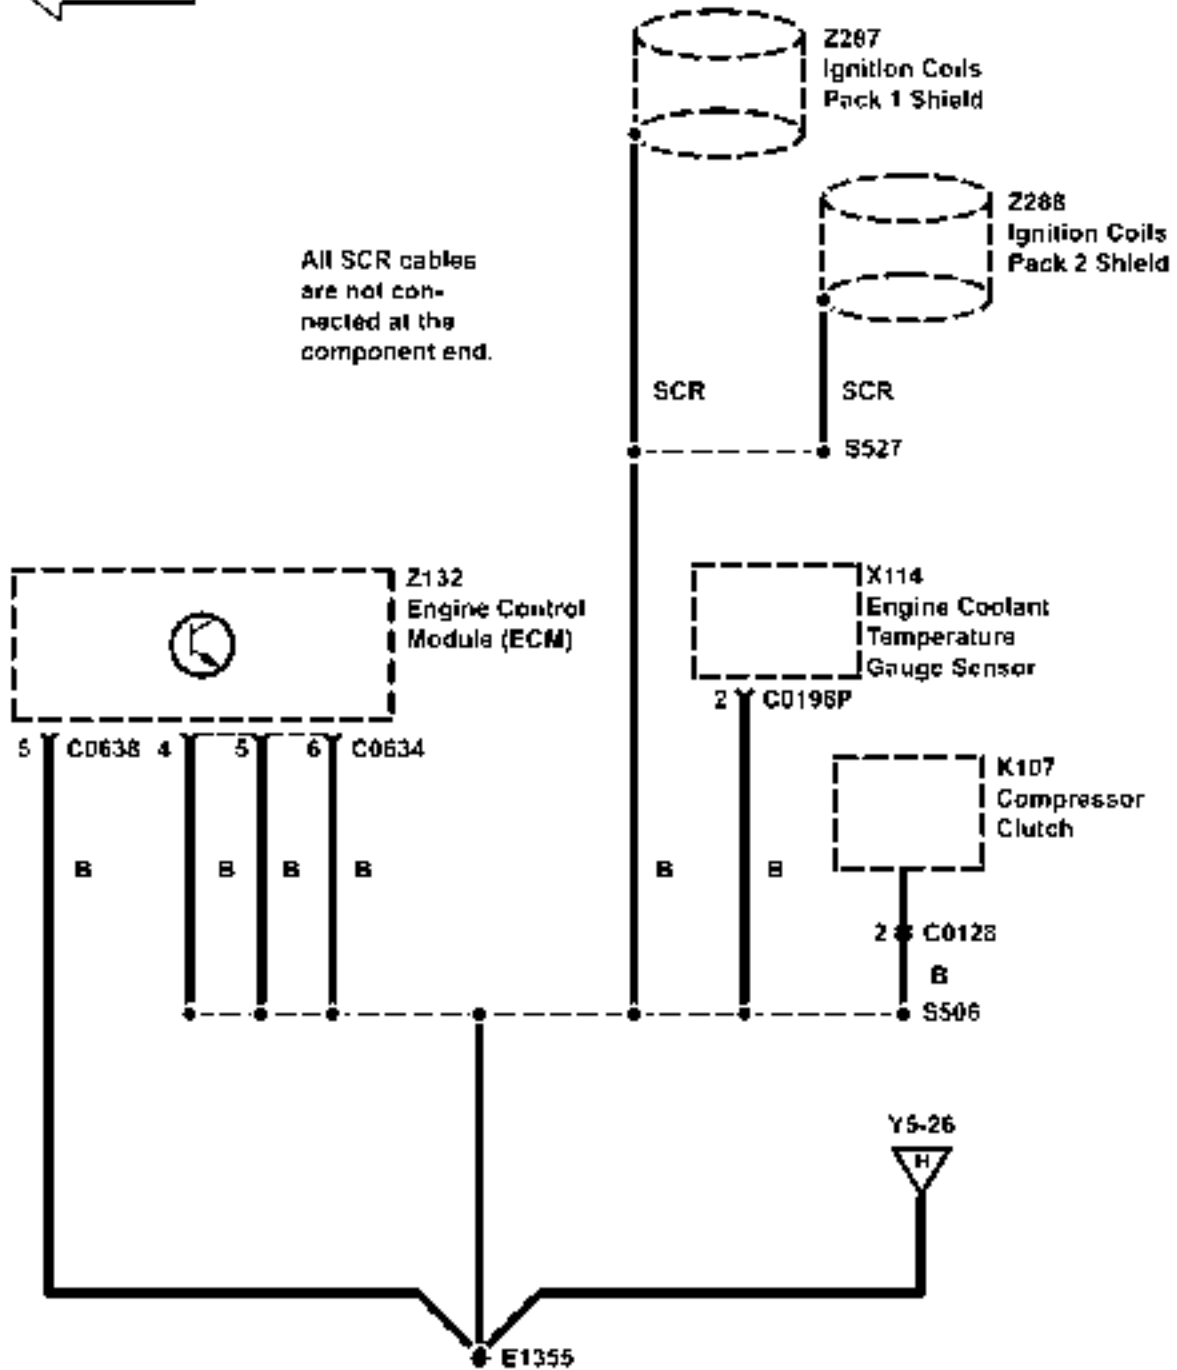 Z287
Ignition Coils
Pack 1 Shield
Z288
Ignition Coils
Pack 2 Shield
All SCR cables
are not con-
nected at the
component end.
SCR
SCR
S527
Z132
Engine Control
Module (ECM)
X114
Engine Coolant
Temperature
Gauge Sensor
2 C0196P
5 C0638 4 5 6 C0634
K107
Compressor
Clutch
B B B B B B
2 C0128
B
S506
Y5-26
H
E1355